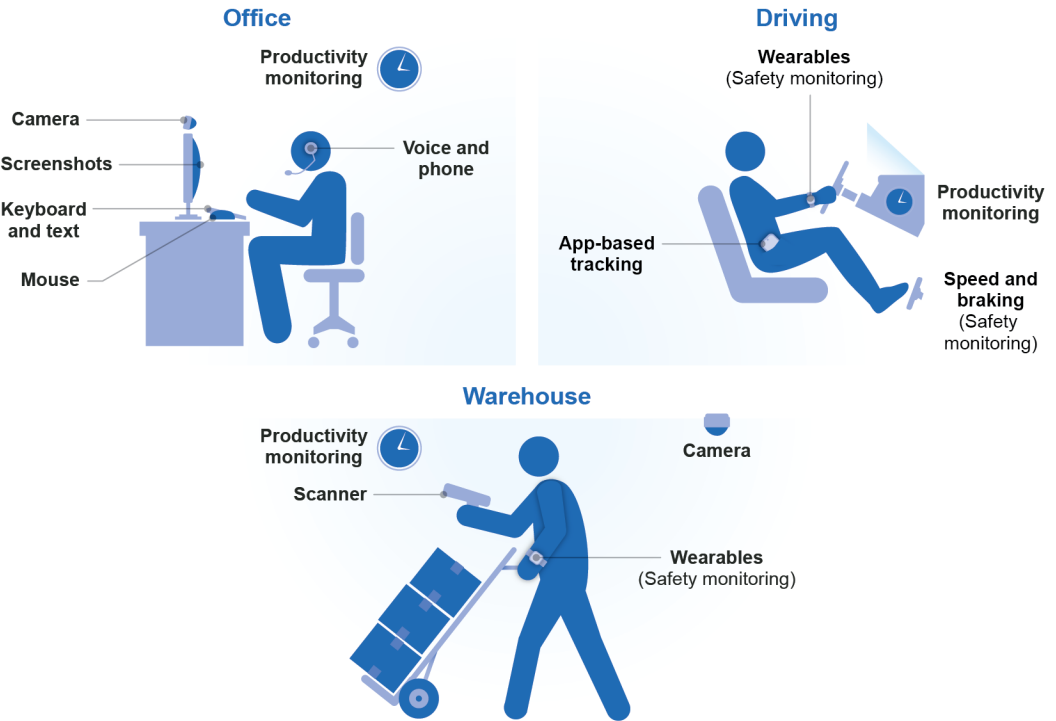 Office
Productivity
monitoring
Camera
Screenshots
Keyboard
and text
Mouse
Voice and
phone
Driving
Wearables
(Safety monitoring)
Productivity
monitoring
App-based
tracking
Speed and
braking
(Safety
monitoring)
Warehouse
Productivity
monitoring
Camera
Scanner
Wearables
(Safety monitoring)